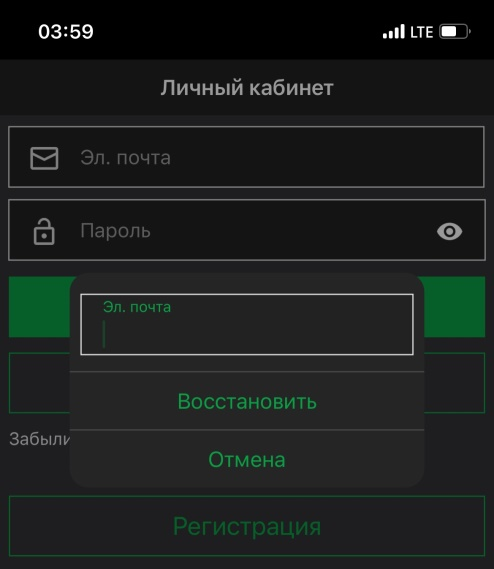 03:59 LTE
Личный кабинет
Эл. почта
Пароль
Эл. почта
Восстановить
Забыли
Отмена
Регистрация